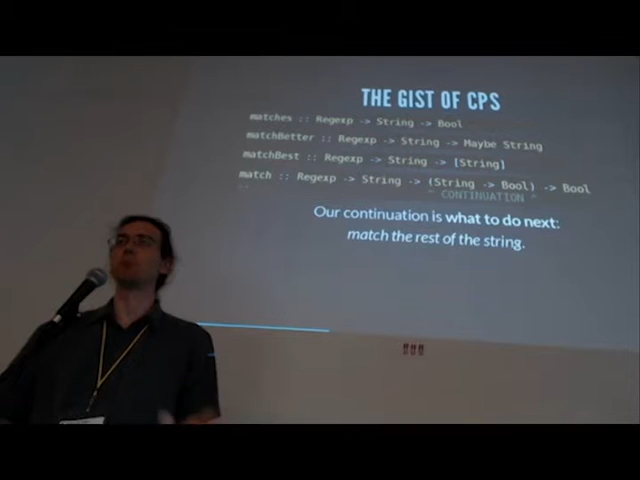 THE GIST OF CPS
matches :: Regexp -> String -> Bool
matchBetter :: Regexp -> String -> Maybe String
matchBest :: Regexp -> String -> [String]
match :: Regexp -> String -> (String -> Bool) -> Bool
^ CONTINUATION ^
Our continuation is what to do next:
match the rest of the string.